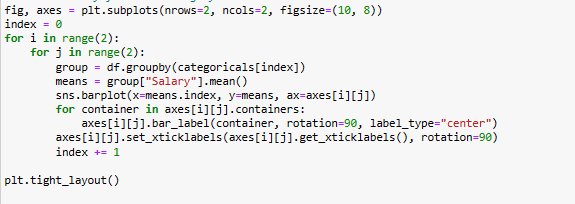 fig, axes = plt.subplots(nrows=2, ncols=2, figsize=(10, 8))
index = 0
for i in range(2):
    for j in range(2):
        group = df.groupby(categoricals[index])
        means = group["Salary"].mean()
        sns.barplot(x=means.index, y=means, ax=axes[i][j])
        for container in axes[i][j].containers:
            axes[i][j].bar_label(container, rotation=90, label_type="center")
        axes[i][j].set_xticklabels(axes[i][j].get_xticklabels(), rotation=90)
        index += 1

plt.tight_layout()